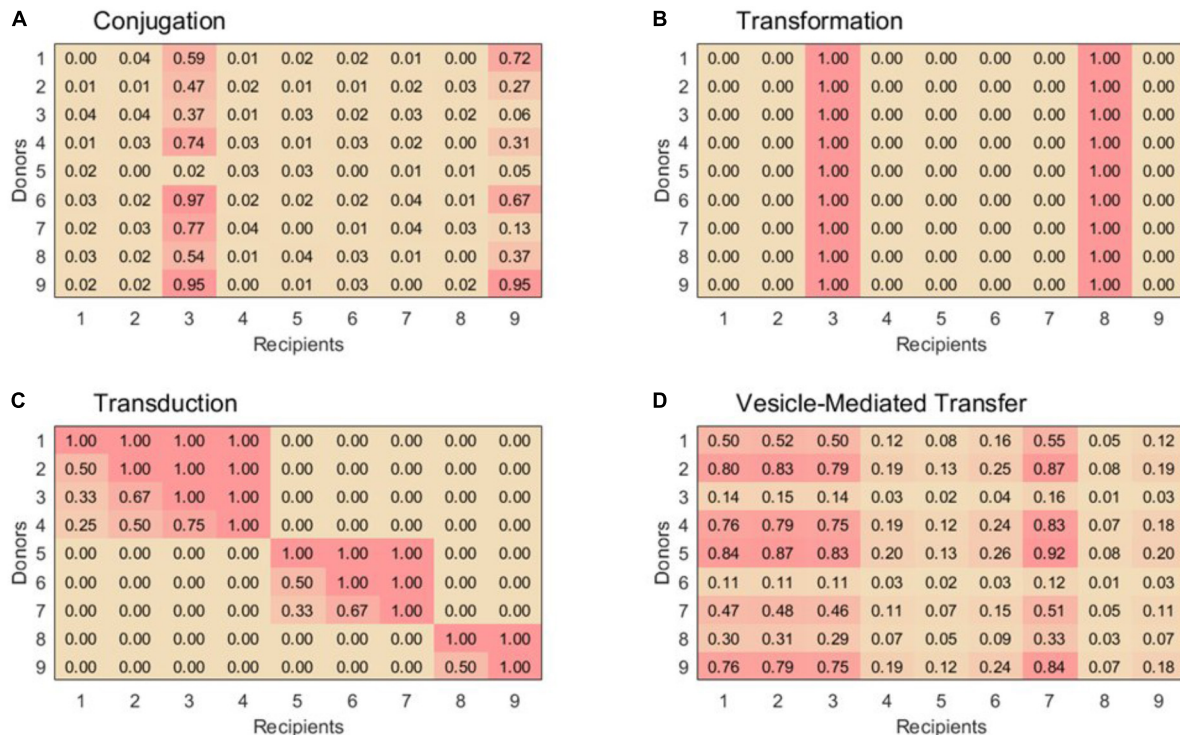 A Conjugation
1 0.00 0.04 0.59 0.01 0.02 0.02 0.01 0.00 0.72
2 0.01 0.01 0.47 0.02 0.01 0.01 0.02 0.03 0.27
3 0.04 0.04 0.37 0.01 0.03 0.02 0.03 0.02 0.06
4 0.01 0.03 0.74 0.03 0.01 0.03 0.02 0.00 0.31
5 0.02 0.00 0.02 0.03 0.03 0.00 0.01 0.01 0.05
6 0.03 0.02 0.97 0.02 0.02 0.02 0.04 0.01 0.67
7 0.02 0.03 0.77 0.04 0.00 0.01 0.04 0.03 0.13
8 0.03 0.02 0.54 0.01 0.04 0.03 0.01 0.00 0.37
9 0.02 0.02 0.95 0.00 0.01 0.03 0.00 0.02 0.95
Donors
1 2 3 4 5 6 7 8 9
Recipients
B Transformation
1 0.00 0.00 1.00 0.00 0.00 0.00 0.00 1.00 0.00
2 0.00 0.00 1.00 0.00 0.00 0.00 0.00 1.00 0.00
3 0.00 0.00 1.00 0.00 0.00 0.00 0.00 1.00 0.00
4 0.00 0.00 1.00 0.00 0.00 0.00 0.00 1.00 0.00
5 0.00 0.00 1.00 0.00 0.00 0.00 0.00 1.00 0.00
6 0.00 0.00 1.00 0.00 0.00 0.00 0.00 1.00 0.00
7 0.00 0.00 1.00 0.00 0.00 0.00 0.00 1.00 0.00
8 0.00 0.00 1.00 0.00 0.00 0.00 0.00 1.00 0.00
9 0.00 0.00 1.00 0.00 0.00 0.00 0.00 1.00 0.00
Donors
1 2 3 4 5 6 7 8 9
Recipients
C Transduction
1 1.00 1.00 1.00 1.00 0.00 0.00 0.00 0.00 0.00
2 0.50 1.00 1.00 1.00 0.00 0.00 0.00 0.00 0.00
3 0.33 0.67 1.00 1.00 0.00 0.00 0.00 0.00 0.00
4 0.25 0.50 0.75 1.00 0.00 0.00 0.00 0.00 0.00
5 0.00 0.00 0.00 0.00 1.00 1.00 1.00 0.00 0.00
6 0.00 0.00 0.00 0.00 0.50 1.00 1.00 0.00 0.00
7 0.00 0.00 0.00 0.00 0.33 0.67 1.00 0.00 0.00
8 0.00 0.00 0.00 0.00 0.00 0.00 0.00 1.00 1.00
9 0.00 0.00 0.00 0.00 0.00 0.00 0.00 0.50 1.00
Donors
1 2 3 4 5 6 7 8 9
Recipients
D Vesicle-Mediated Transfer
1 0.50 0.52 0.50 0.12 0.08 0.16 0.55 0.05 0.12
2 0.80 0.83 0.79 0.19 0.13 0.25 0.87 0.08 0.19
3 0.14 0.15 0.14 0.03 0.02 0.04 0.16 0.01 0.03
4 0.76 0.79 0.75 0.19 0.12 0.24 0.83 0.07 0.18
5 0.84 0.87 0.83 0.20 0.13 0.26 0.92 0.08 0.20
6 0.11 0.11 0.11 0.03 0.02 0.03 0.12 0.01 0.03
7 0.47 0.48 0.46 0.11 0.07 0.15 0.51 0.05 0.11
8 0.30 0.31 0.29 0.07 0.05 0.09 0.33 0.03 0.07
9 0.76 0.79 0.75 0.19 0.12 0.24 0.84 0.07 0.18
Donors
1 2 3 4 5 6 7 8 9
Recipients